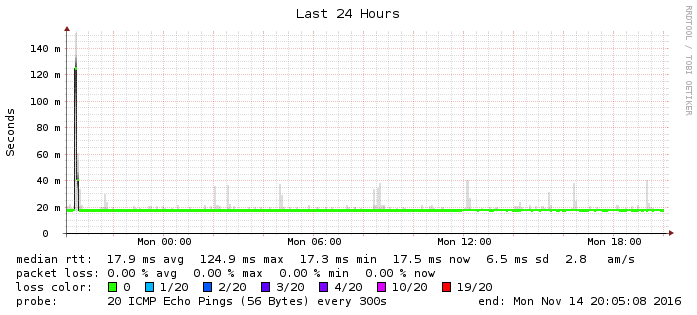 Last 24 Hours
RRDTOOL / TOBI OETIKER
Seconds
140 m
120 m
100 m
80 m
60 m
40 m
20 m
0
Mon 00:00 Mon 06:00 Mon 12:00 Mon 18:00
median rtt: 17.9 ms avg 124.9 ms max 17.3 ms min 17.5 ms now 6.5 ms sd 2.8 am/s
packet loss: 0.00 % avg 0.00 % max 0.00 % min 0.00 % now
loss color: 0 1/20 2/20 3/20 4/20 10/20 19/20
probe: 20 ICMP Echo Pings (56 Bytes) every 300s end: Mon Nov 14 20:05:08 2016